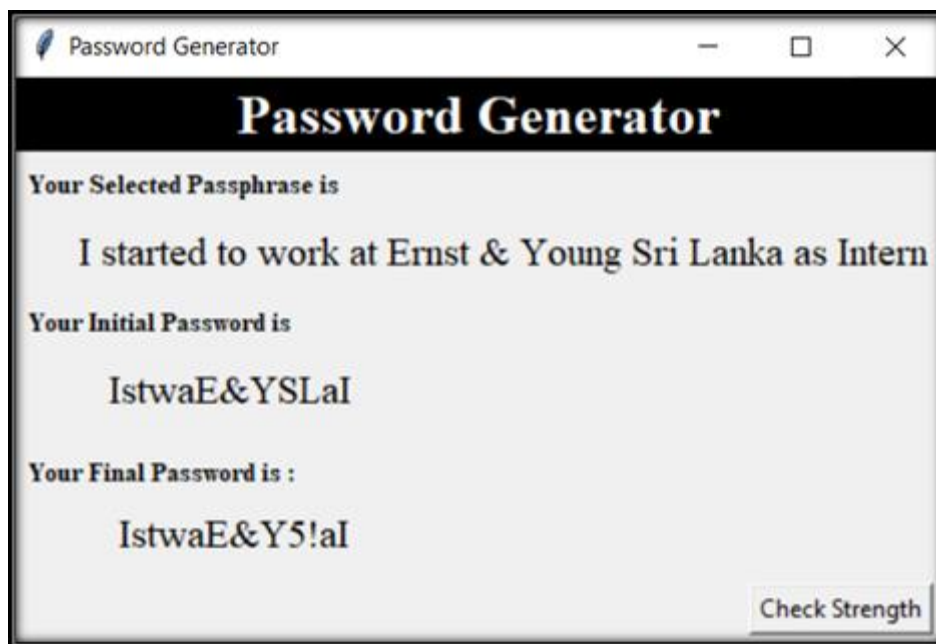 Password Generator
Password Generator
Your Selected Passphrase is
I started to work at Ernst & Young Sri Lanka as Intern
Your Initial Password is
IstwaE&YSLaI
Your Final Password is :
IstwaE&Y5!aI
Check Strength